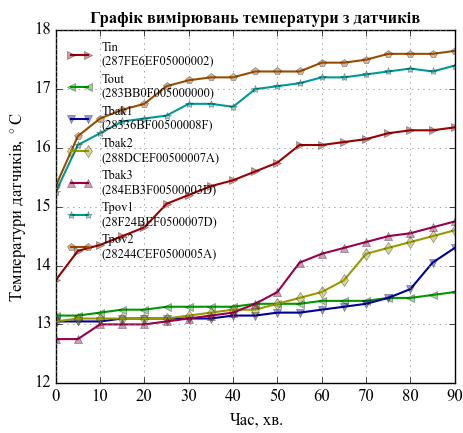 Графік вимірювань температури з датчиків
Температури датчиків, ° C
18
17
16
15
14
13
12
Tin
(287FE6EF05000002)
Tout
(283BB0F005000000)
Tbak1
(28336BF00500008F)
Tbak2
(288DCEF00500007A)
Tbak3
(284EB3F00500003D)
Tpov1
(28F24BEF0500007D)
Tpov2
(28244CEF0500005A)
0 10 20 30 40 50 60 70 80 90
Час, хв.